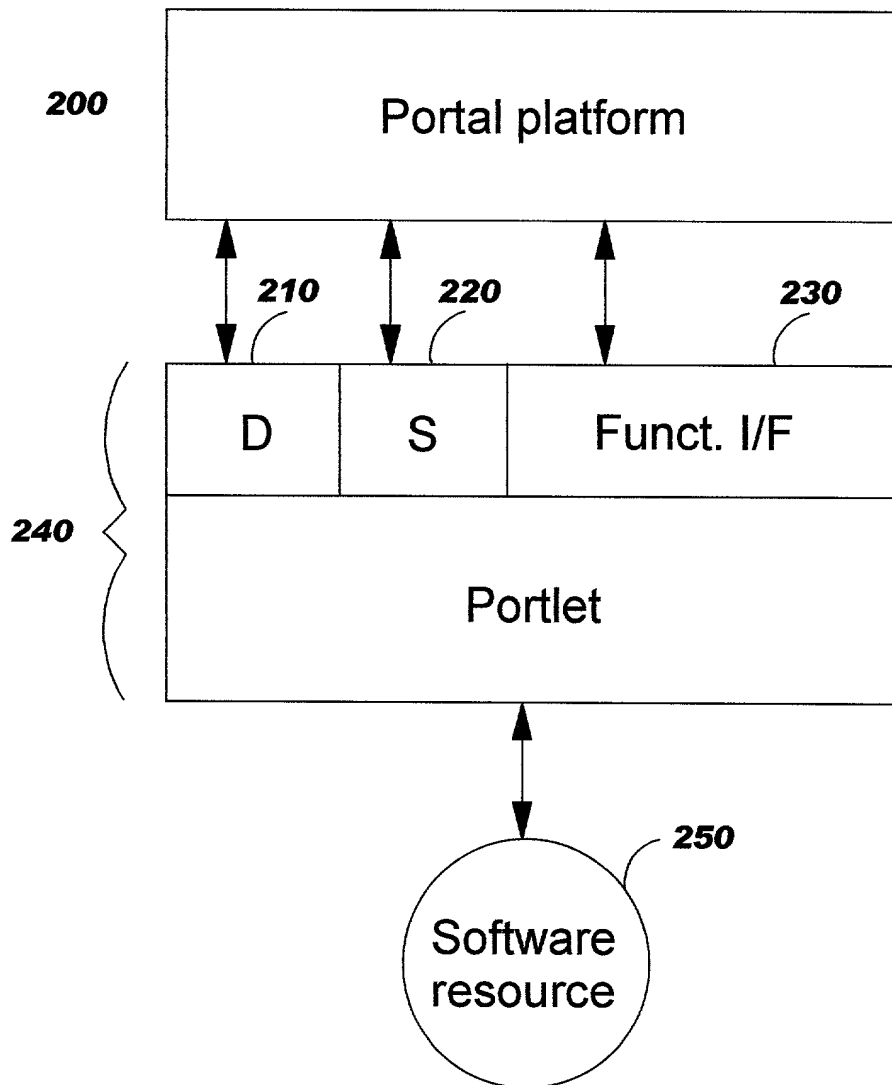 200
Portal platform
210
220
230
D
S
Funct. I/F
240
Portlet
250
Software
resource